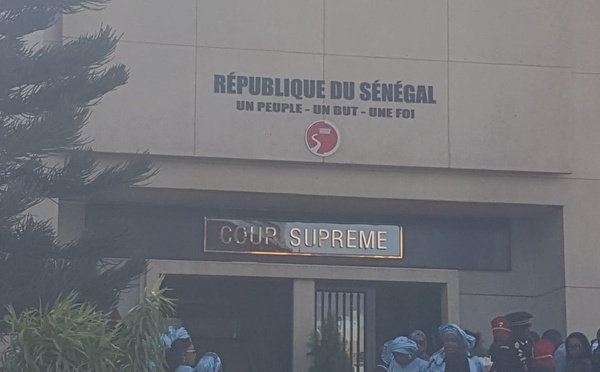 RÉPUBLIQUE DU SÉNÉGAL
UN PEUPLE - UN BUT - UNE FOI
COUR SUPREME